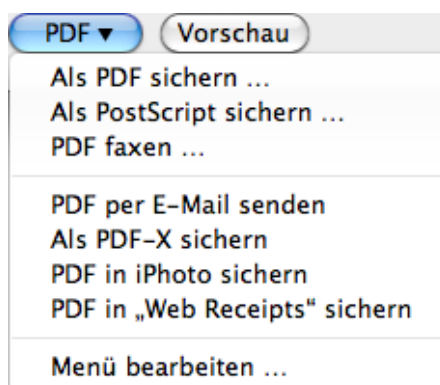 PDF ▾ Vorschau
Als PDF sichern …
Als PostScript sichern …
PDF faxen …
PDF per E-Mail senden
Als PDF-X sichern
PDF in iPhoto sichern
PDF in „Web Receipts“ sichern
Menü bearbeiten …